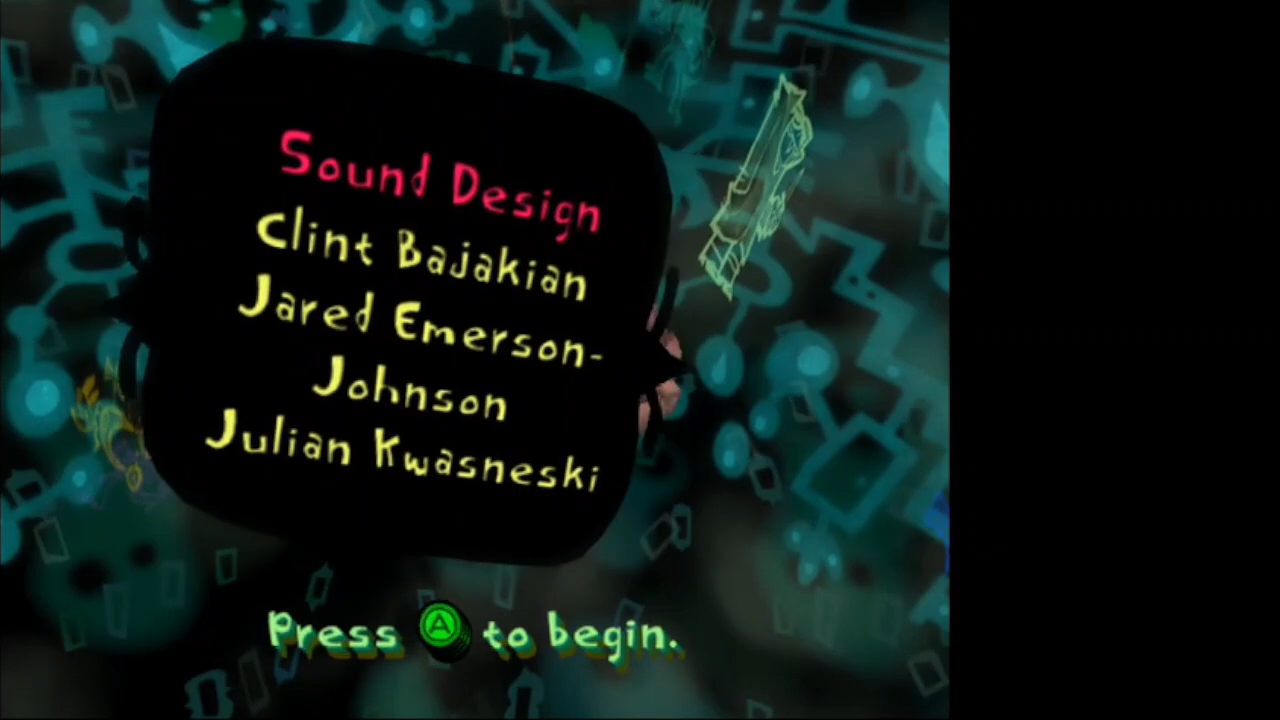 Sound Design
Clint Bajakian
Jared Emerson-
Johnson
Julian Kwasneski
Press A to begin.